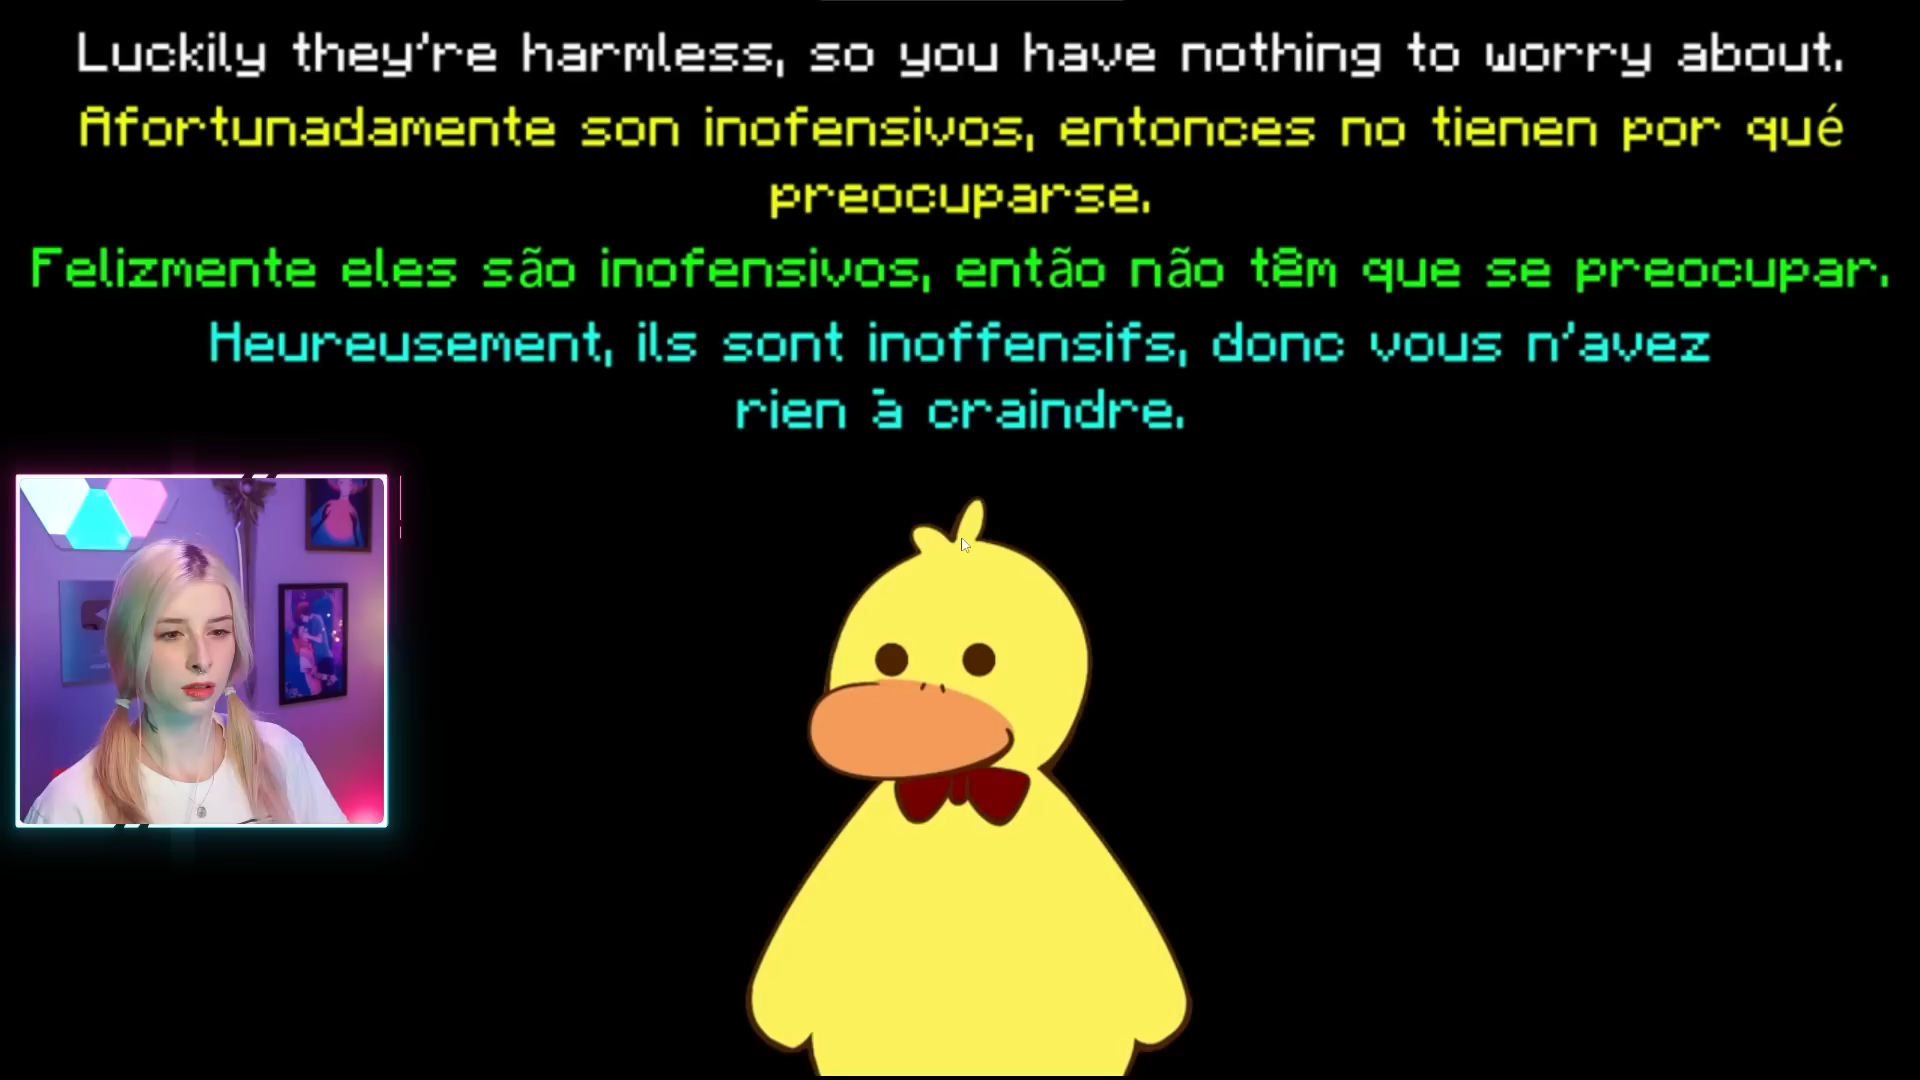 Luckily they're harmless, so you have nothing to worry about.
Afortunadamente son inofensivos, entonces no tienen por qué
preocuparse.
Felizmente eles são inofensivos, então não têm que se preocupar.
Heureusement, ils sont inoffensifs, donc vous n'avez
rien à craindre.